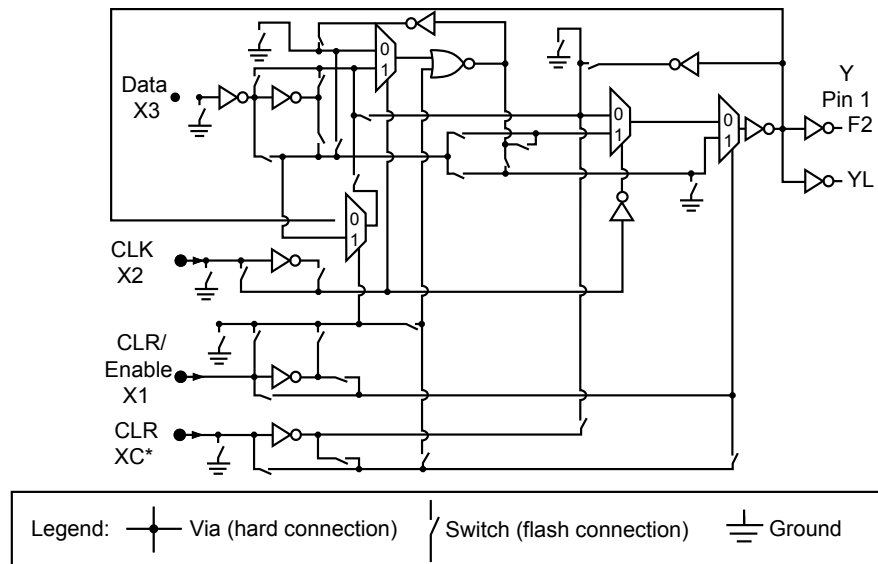 Data
X3
0
1
0
1
0
1
0
1
Y
Pin 1
F2
YL
CLK
X2
CLR/
Enable
X1
CLR
XC*
Legend: Via (hard connection) Switch (flash connection) Ground